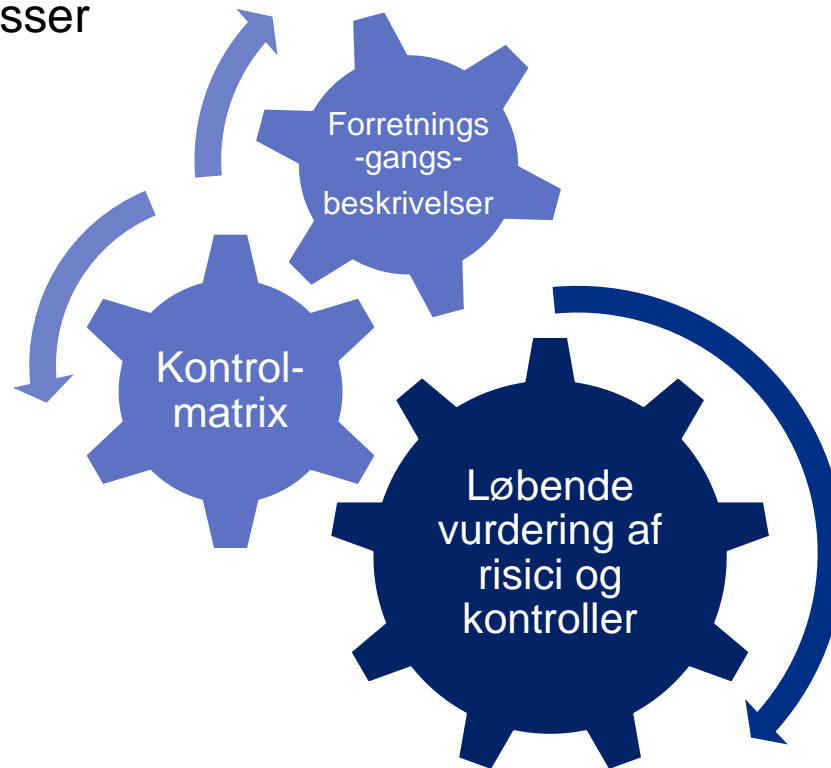 sser
Forretnings
-gangs-
beskrivelser
Kontrol-
matrix
Løbende
vurdering af
risici og
kontroller